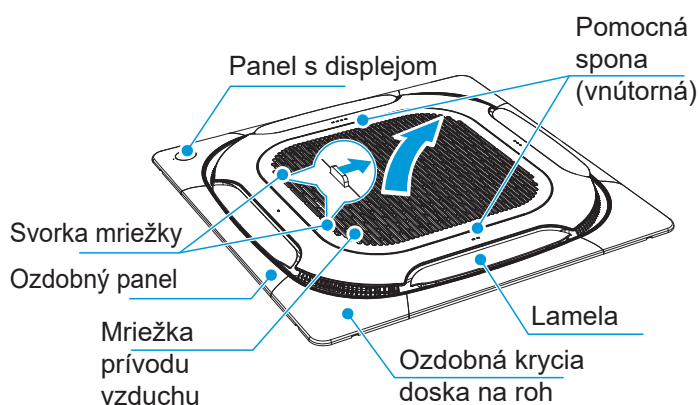 Pomocná
spona
(vnútorná)
Panel s displejom
Svorka mriežky
Ozdobný panel
Mriežka
prívodu
vzduchu
Lamela
Ozdobná krycia
doska na roh